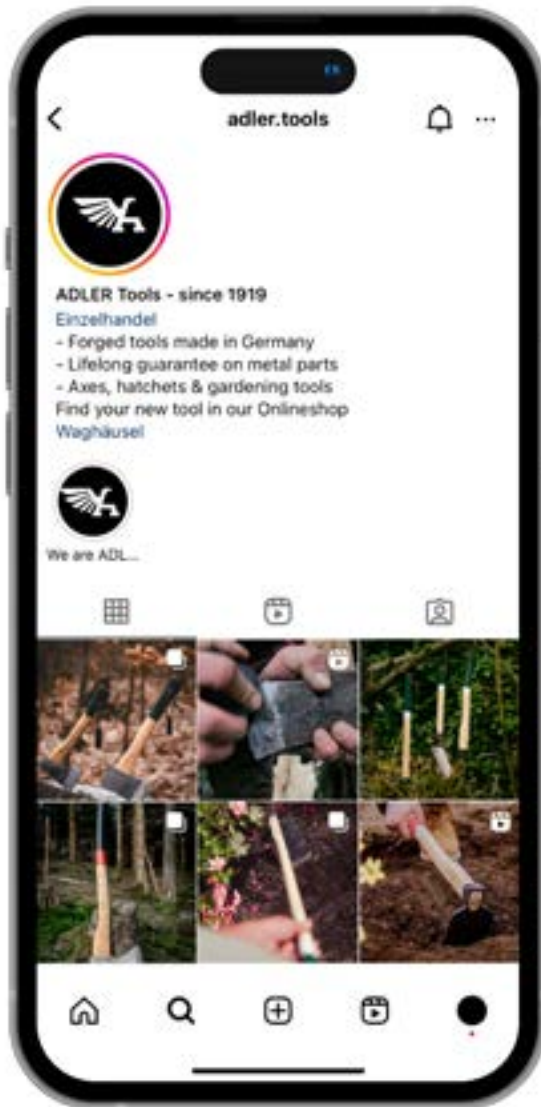 adler.tools
ADLER Tools - since 1919
Einzelhandel
- Forged tools made in Germany
- Lifelong guarantee on metal parts
- Axes, hatchets & gardening tools
Find your new tool in our Onlineshop
Waghäusel
We are ADL...